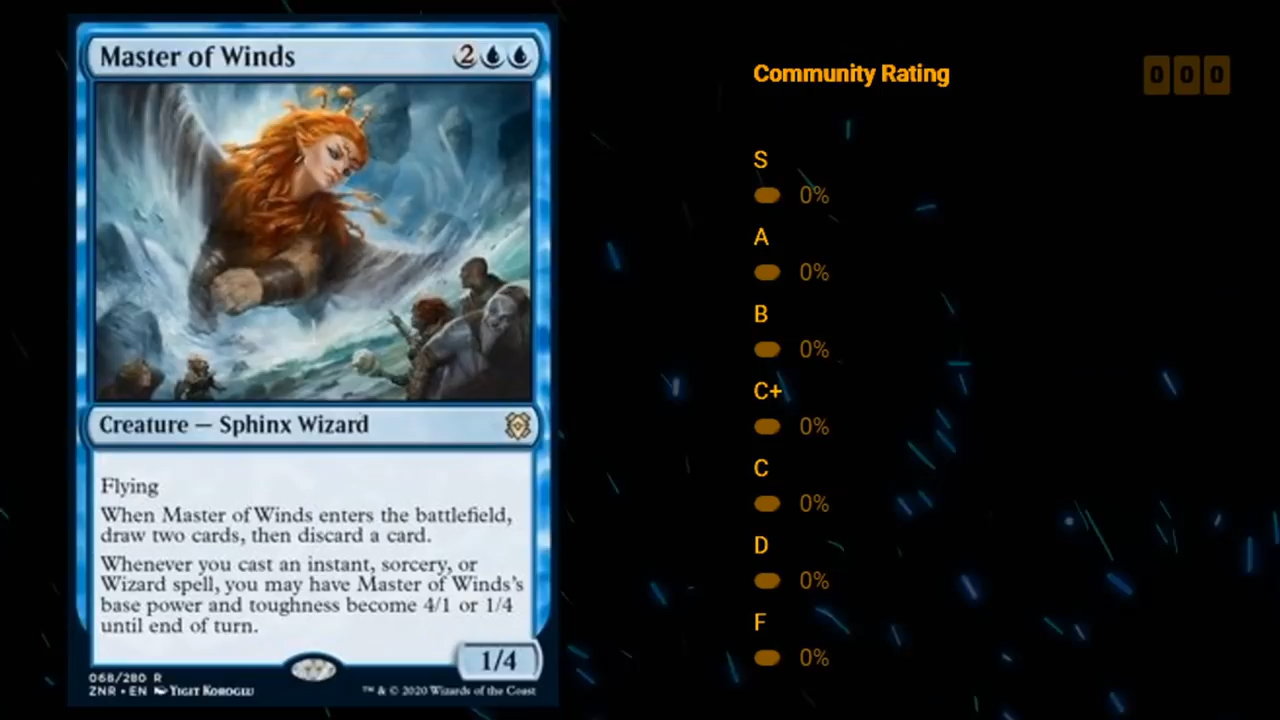 Master of Winds 2
Creature — Sphinx Wizard
Flying
When Master of Winds enters the battlefield,
draw two cards, then discard a card.
Whenever you cast an instant, sorcery, or
Wizard spell, you may have Master of Winds's
base power and toughness become 4/1 or 1/4
until end of turn.
1/4
068/280 R
ZNR • EN YIGIT KOROGLU
™ & © 2020 Wizards of the Coast
Community Rating
0 0 0
S
0%
A
0%
B
0%
C+
0%
C
0%
D
0%
F
0%